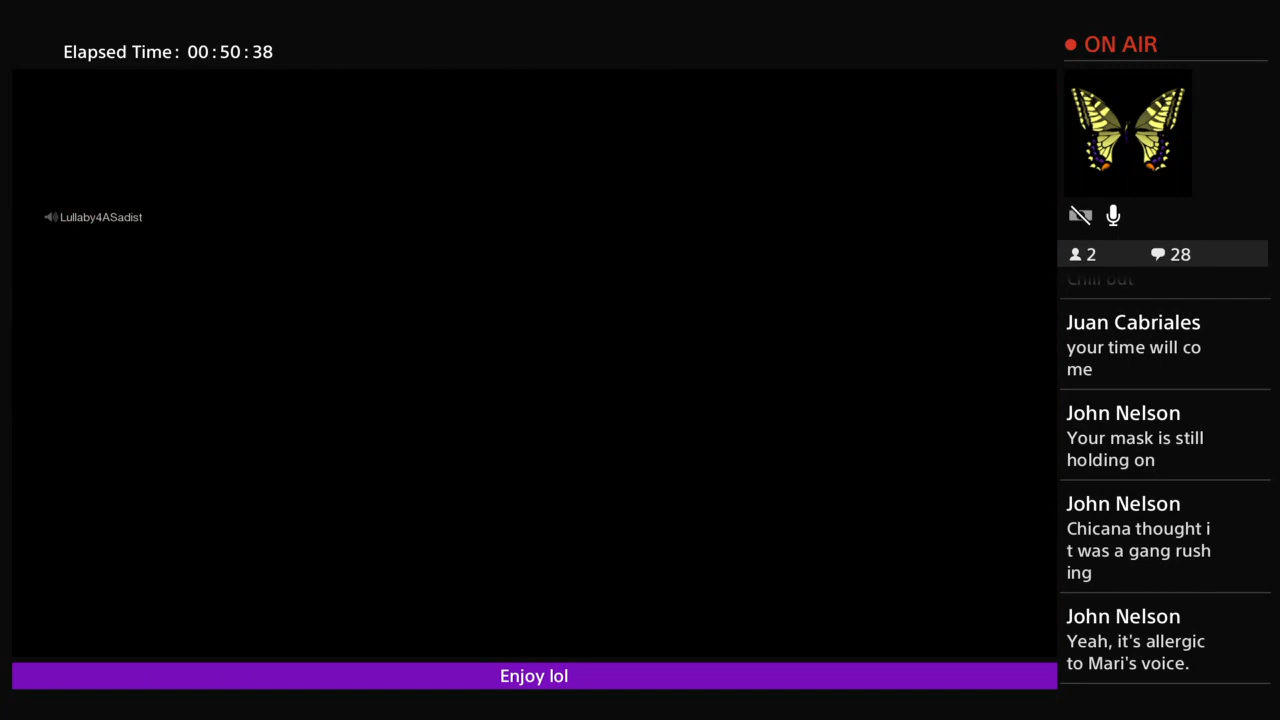 Elapsed Time: 00:50:38
ON AIR
Lullaby4ASadist
2 28
Chill out
Juan Cabriales
your time will co
me
John Nelson
Your mask is still
holding on
John Nelson
Chicana thought i
t was a gang rush
ing
John Nelson
Yeah, it's allergic
to Mari's voice.
Enjoy lol